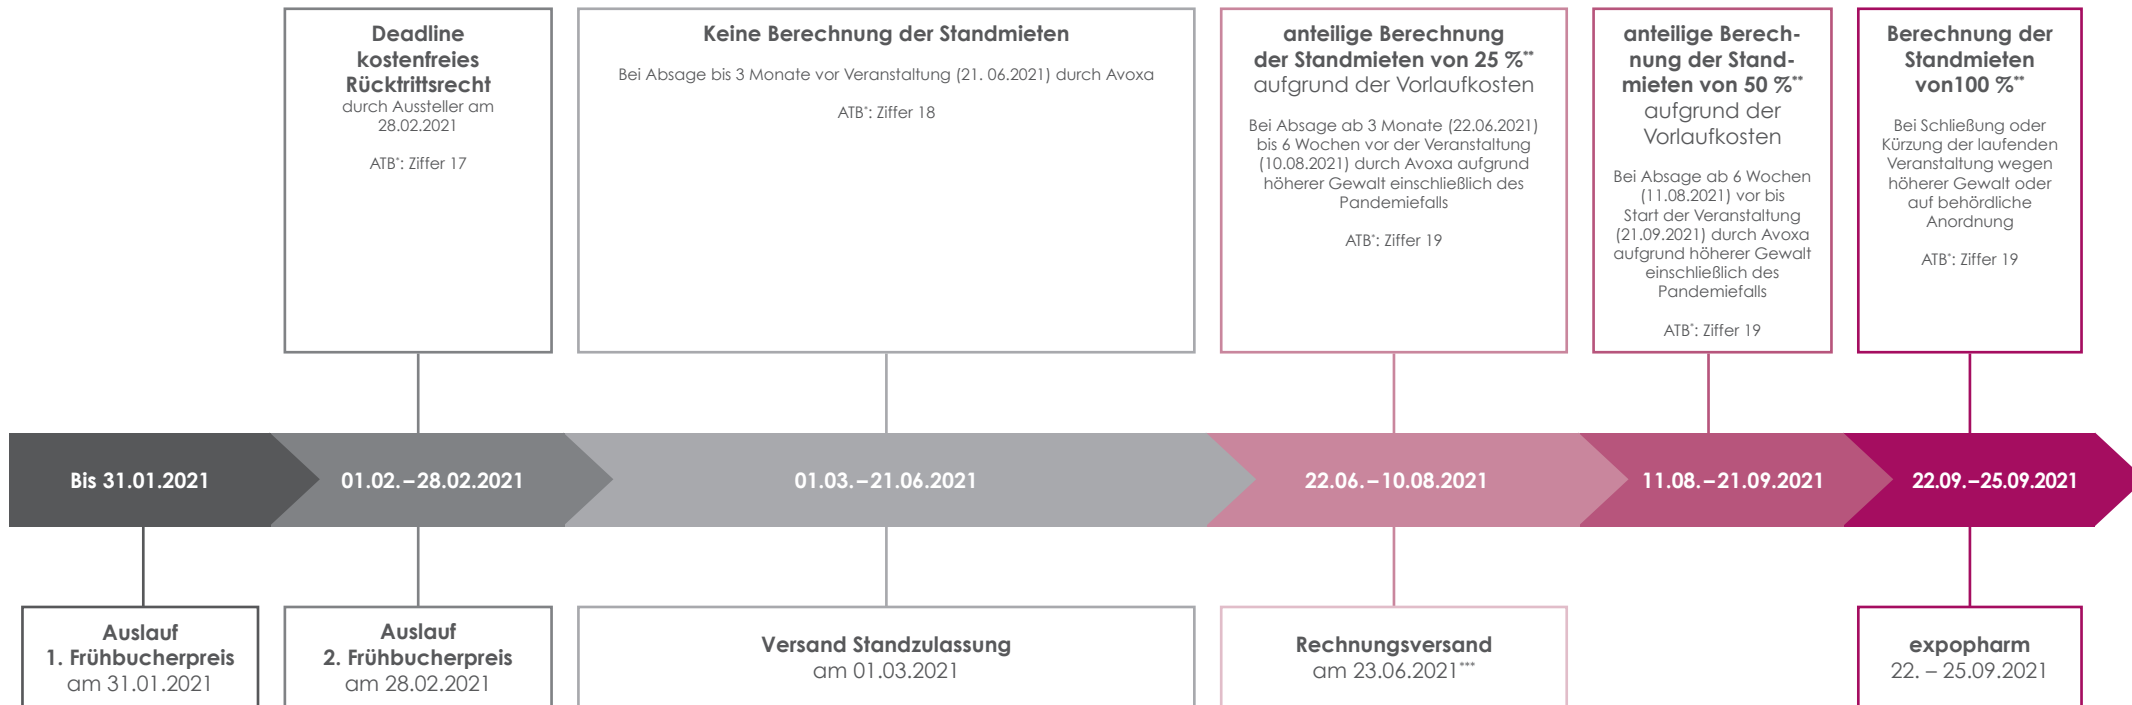 Deadline
kostenfreies
Rücktrittsrecht
durch Aussteller am
28.02.2021
ATB*: Ziffer 17
Keine Berechnung der Standmieten
Bei Absage bis 3 Monate vor Veranstaltung (21. 06.2021) durch Avoxa
ATB*: Ziffer 18
anteilige Berechnung
der Standmieten von 25 %**
aufgrund der Vorlaufkosten
Bei Absage ab 3 Monate (22.06.2021)
bis 6 Wochen vor der Veranstaltung
(10.08.2021) durch Avoxa aufgrund
höherer Gewalt einschließlich des
Pandemiefalls
ATB*: Ziffer 19
anteilige Berech-
nung der Stand-
mieten von 50 %**
aufgrund der
Vorlaufkosten
Bei Absage ab 6 Wochen
(11.08.2021) vor bis
Start der Veranstaltung
(21.09.2021) durch Avoxa
aufgrund höherer Gewalt
einschließlich des
Pandemiefalls
ATB*: Ziffer 19
Berechnung der
Standmieten
von100 %**
Bei Schließung oder
Kürzung der laufenden
Veranstaltung wegen
höherer Gewalt oder
auf behördliche
Anordnung
ATB*: Ziffer 19
Bis 31.01.2021
01.02.–28.02.2021
01.03.–21.06.2021
22.06.–10.08.2021
11.08.–21.09.2021
22.09.–25.09.2021
Auslauf
1. Frühbucherpreis
am 31.01.2021
Auslauf
2. Frühbucherpreis
am 28.02.2021
Versand Standzulassung
am 01.03.2021
Rechnungsversand
am 23.06.2021***
expopharm
22. – 25.09.2021